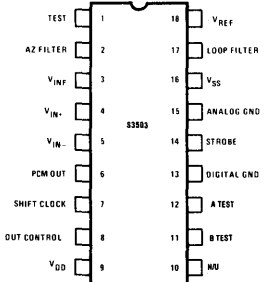 TEST 1 18 VREF
AZ FILTER 2 17 LOOP FILTER
VINF 3 16 VSS
VIN+ 4 15 ANALOG GND
S3503
VIN– 5 14 STROBE
PCM OUT 6 13 DIGITAL GND
SHIFT CLOCK 7 12 A TEST
OUT CONTROL 8 11 B TEST
VDD 9 10 N/U